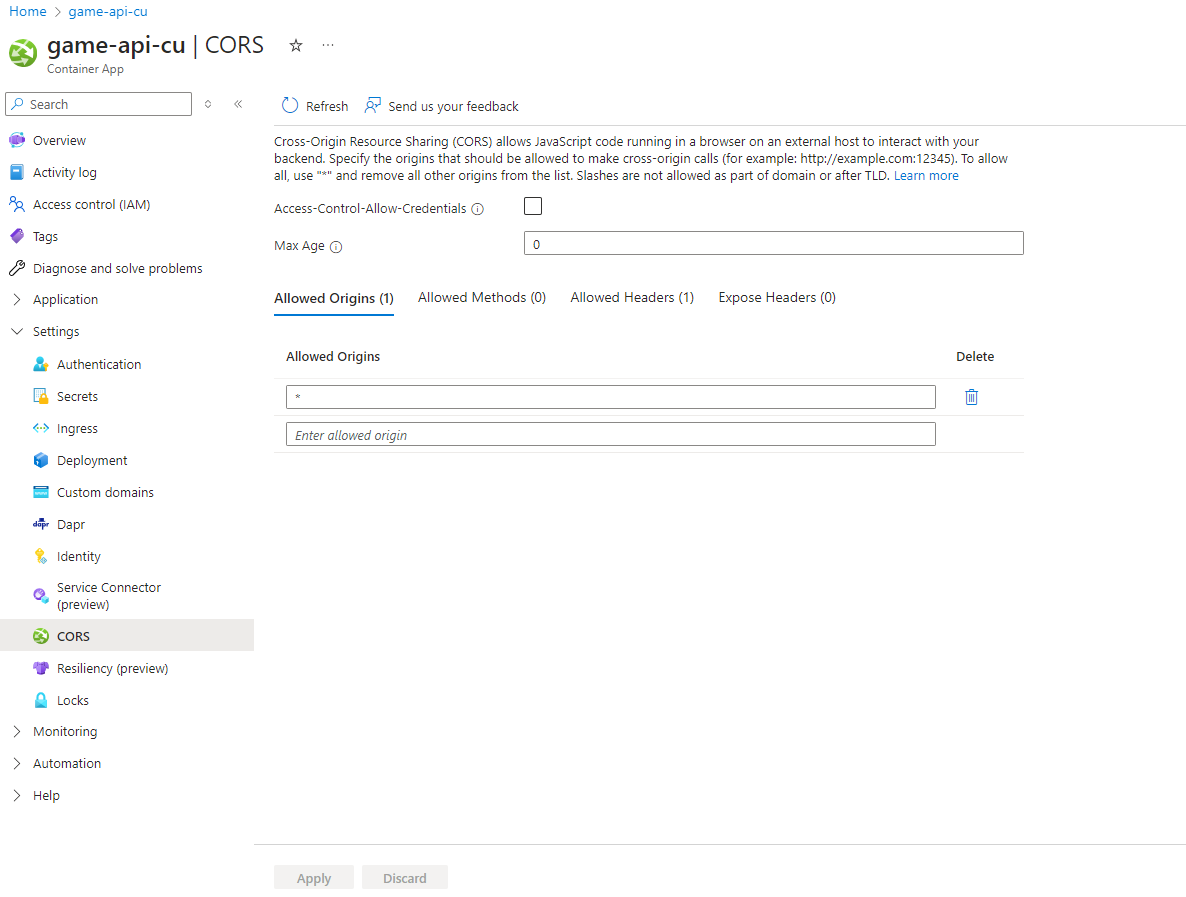 Home > game-api-cu
game-api-cu | CORS
Container App
Search
Overview
Activity log
Access control (IAM)
Tags
Diagnose and solve problems
Application
Settings
Authentication
Secrets
Ingress
Deployment
Custom domains
dapr Dapr
Identity
Service Connector
(preview)
CORS
Resiliency (preview)
Locks
Monitoring
Automation
Help
Refresh Send us your feedback
Cross-Origin Resource Sharing (CORS) allows JavaScript code running in a browser on an external host to interact with your
backend. Specify the origins that should be allowed to make cross-origin calls (for example: http://example.com:12345). To allow
all, use "*" and remove all other origins from the list. Slashes are not allowed as part of domain or after TLD. Learn more
Access-Control-Allow-Credentials
Max Age 0
Allowed Origins (1) Allowed Methods (0) Allowed Headers (1) Expose Headers (0)
Allowed Origins Delete
*
Enter allowed origin
Apply Discard